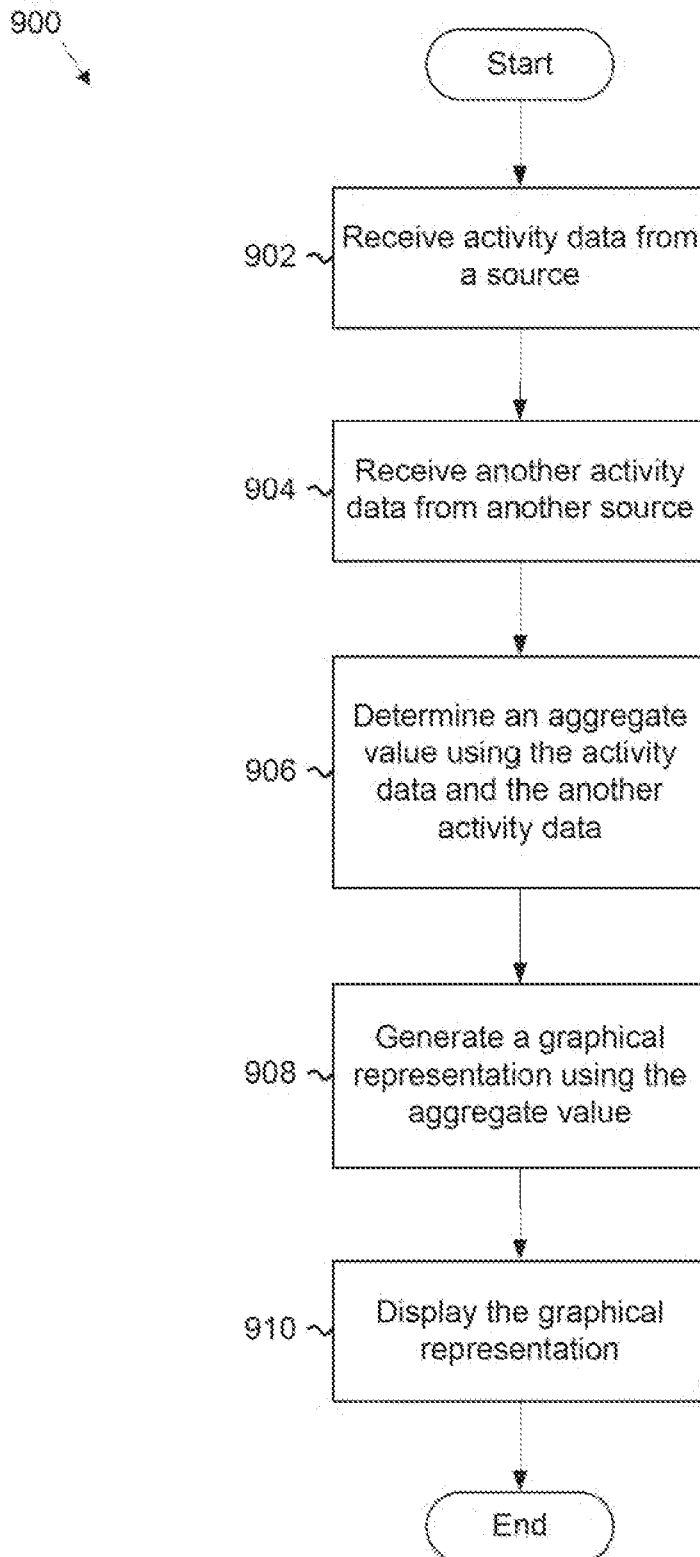 900
Start
902
Receive activity data from
a source
904
Receive another activity
data from another source
906
Determine an aggregate
value using the activity
data and the another
activity data
908
Generate a graphical
representation using the
aggregate value
910
Display the graphical
representation
End